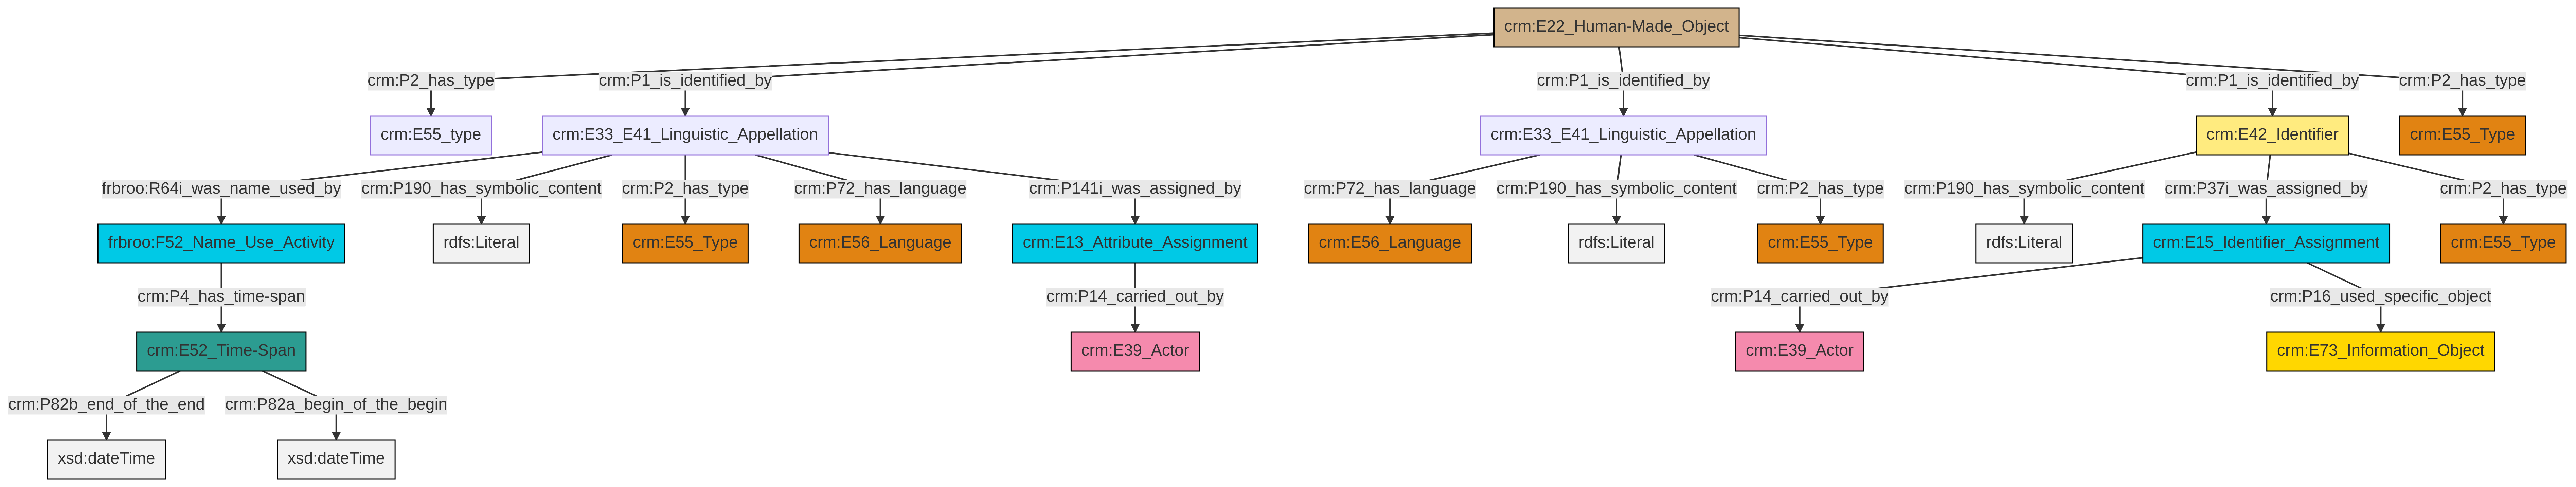 crm:E22_Human-Made_Object
crm:P2_has_type
crm:P1_is_identified_by
crm:P1_is_identified_by
crm:P1_is_identified_by
crm:P2_has_type
crm:E55_type
crm:E33_E41_Linguistic_Appellation
crm:E33_E41_Linguistic_Appellation
crm:E42_Identifier
crm:E55_Type
frbroo:R64i_was_name_used_by
crm:P190_has_symbolic_content
crm:P2_has_type
crm:P72_has_language
crm:P141i_was_assigned_by
crm:P72_has_language
crm:P190_has_symbolic_content
crm:P2_has_type
crm:P190_has_symbolic_content
crm:P37i_was_assigned_by
crm:P2_has_type
frbroo:F52_Name_Use_Activity
rdfs:Literal
crm:E55_Type
crm:E56_Language
crm:E13_Attribute_Assignment
crm:E56_Language
rdfs:Literal
crm:E55_Type
rdfs:Literal
crm:E15_Identifier_Assignment
crm:E55_Type
crm:P4_has_time-span
crm:P14_carried_out_by
crm:P14_carried_out_by
crm:P16_used_specific_object
crm:E52_Time-Span
crm:E39_Actor
crm:E39_Actor
crm:E73_Information_Object
crm:P82b_end_of_the_end
crm:P82a_begin_of_the_begin
xsd:dateTime
xsd:dateTime